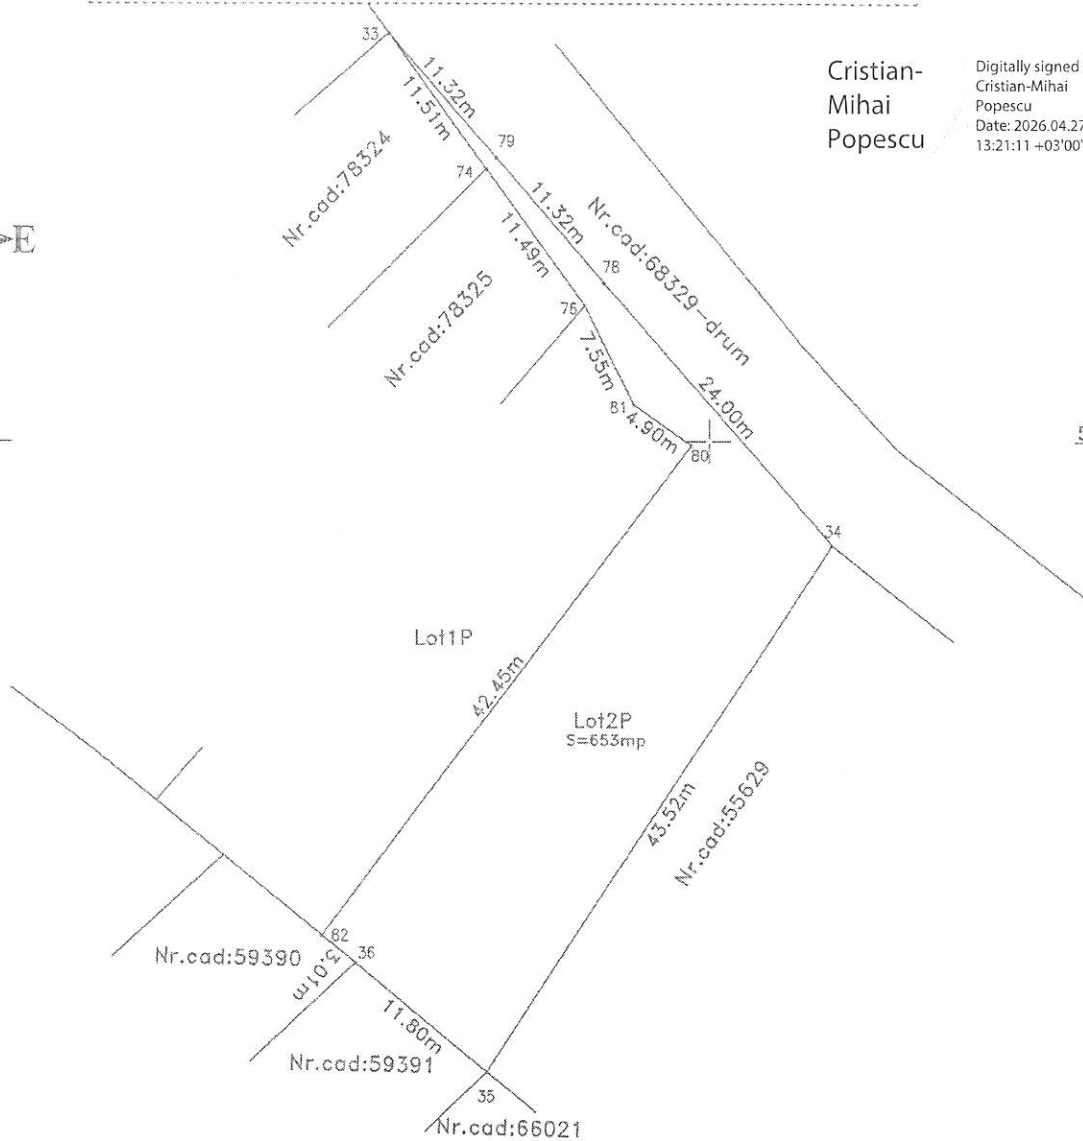 33
11.32m
11.51m
79
74
Nr.cad:78324
11.32m
Nr.cad:68329-drum
11.49m
78
E
Nr.cad:78325
75
7.55m
81
4.90m
24.00m
80
34
Cristian-
Mihai
Popescu
Digitally signed
Cristian-Mihai
Popescu
Date: 2026.04.27
13:21:11 +03'00'
Lot1P
42.45m
Lot2P
S=653mp
43.52m
Nr.cad:55629
82
36
Nr.cad:59390
3.01m
11.80m
Nr.cad:59391
35
Nr.cad:66021